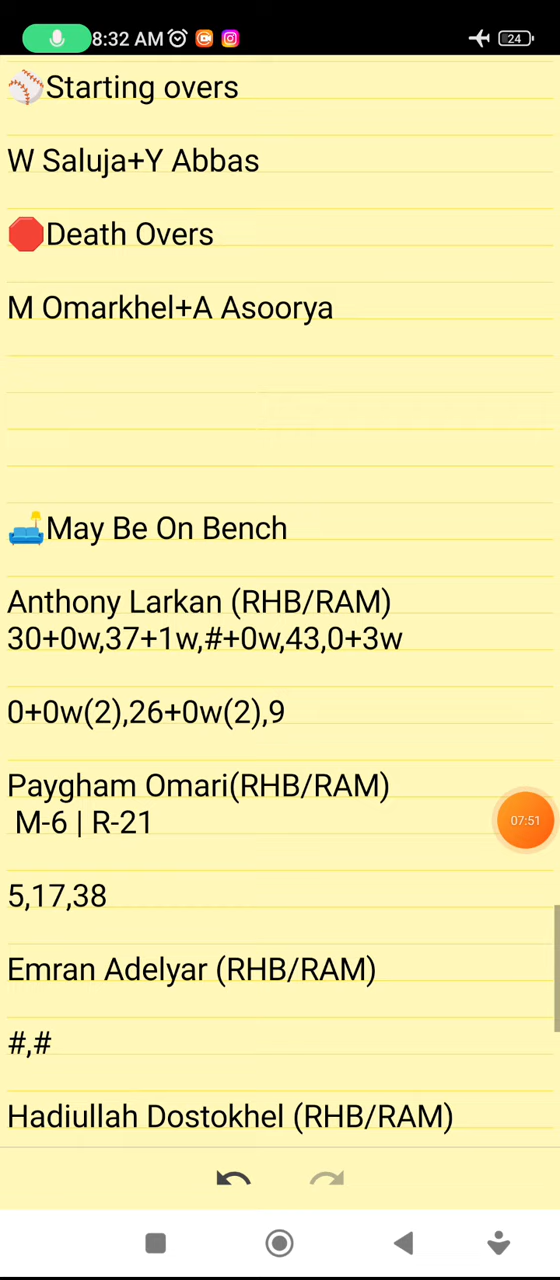 8:32 AM
24
Starting overs
W Saluja+Y Abbas
Death Overs
M Omarkhel+A Asoorya
May Be On Bench
Anthony Larkan (RHB/RAM)
30+0w,37+1w,#+0w,43,0+3w
0+0w(2),26+0w(2),9
Paygham Omari(RHB/RAM)
M-6 | R-21
07:51
5,17,38
Emran Adelyar (RHB/RAM)
#,#
Hadiullah Dostokhel (RHB/RAM)